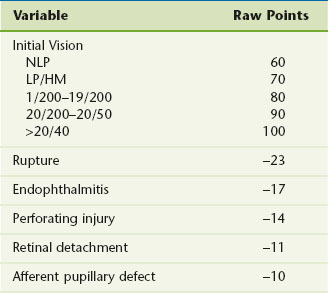 Variable Raw Points
Initial Vision
NLP 60
LP/HM 70
1/200–19/200 80
20/200–20/50 90
>20/40 100
Rupture –23
Endophthalmitis –17
Perforating injury –14
Retinal detachment –11
Afferent pupillary defect –10